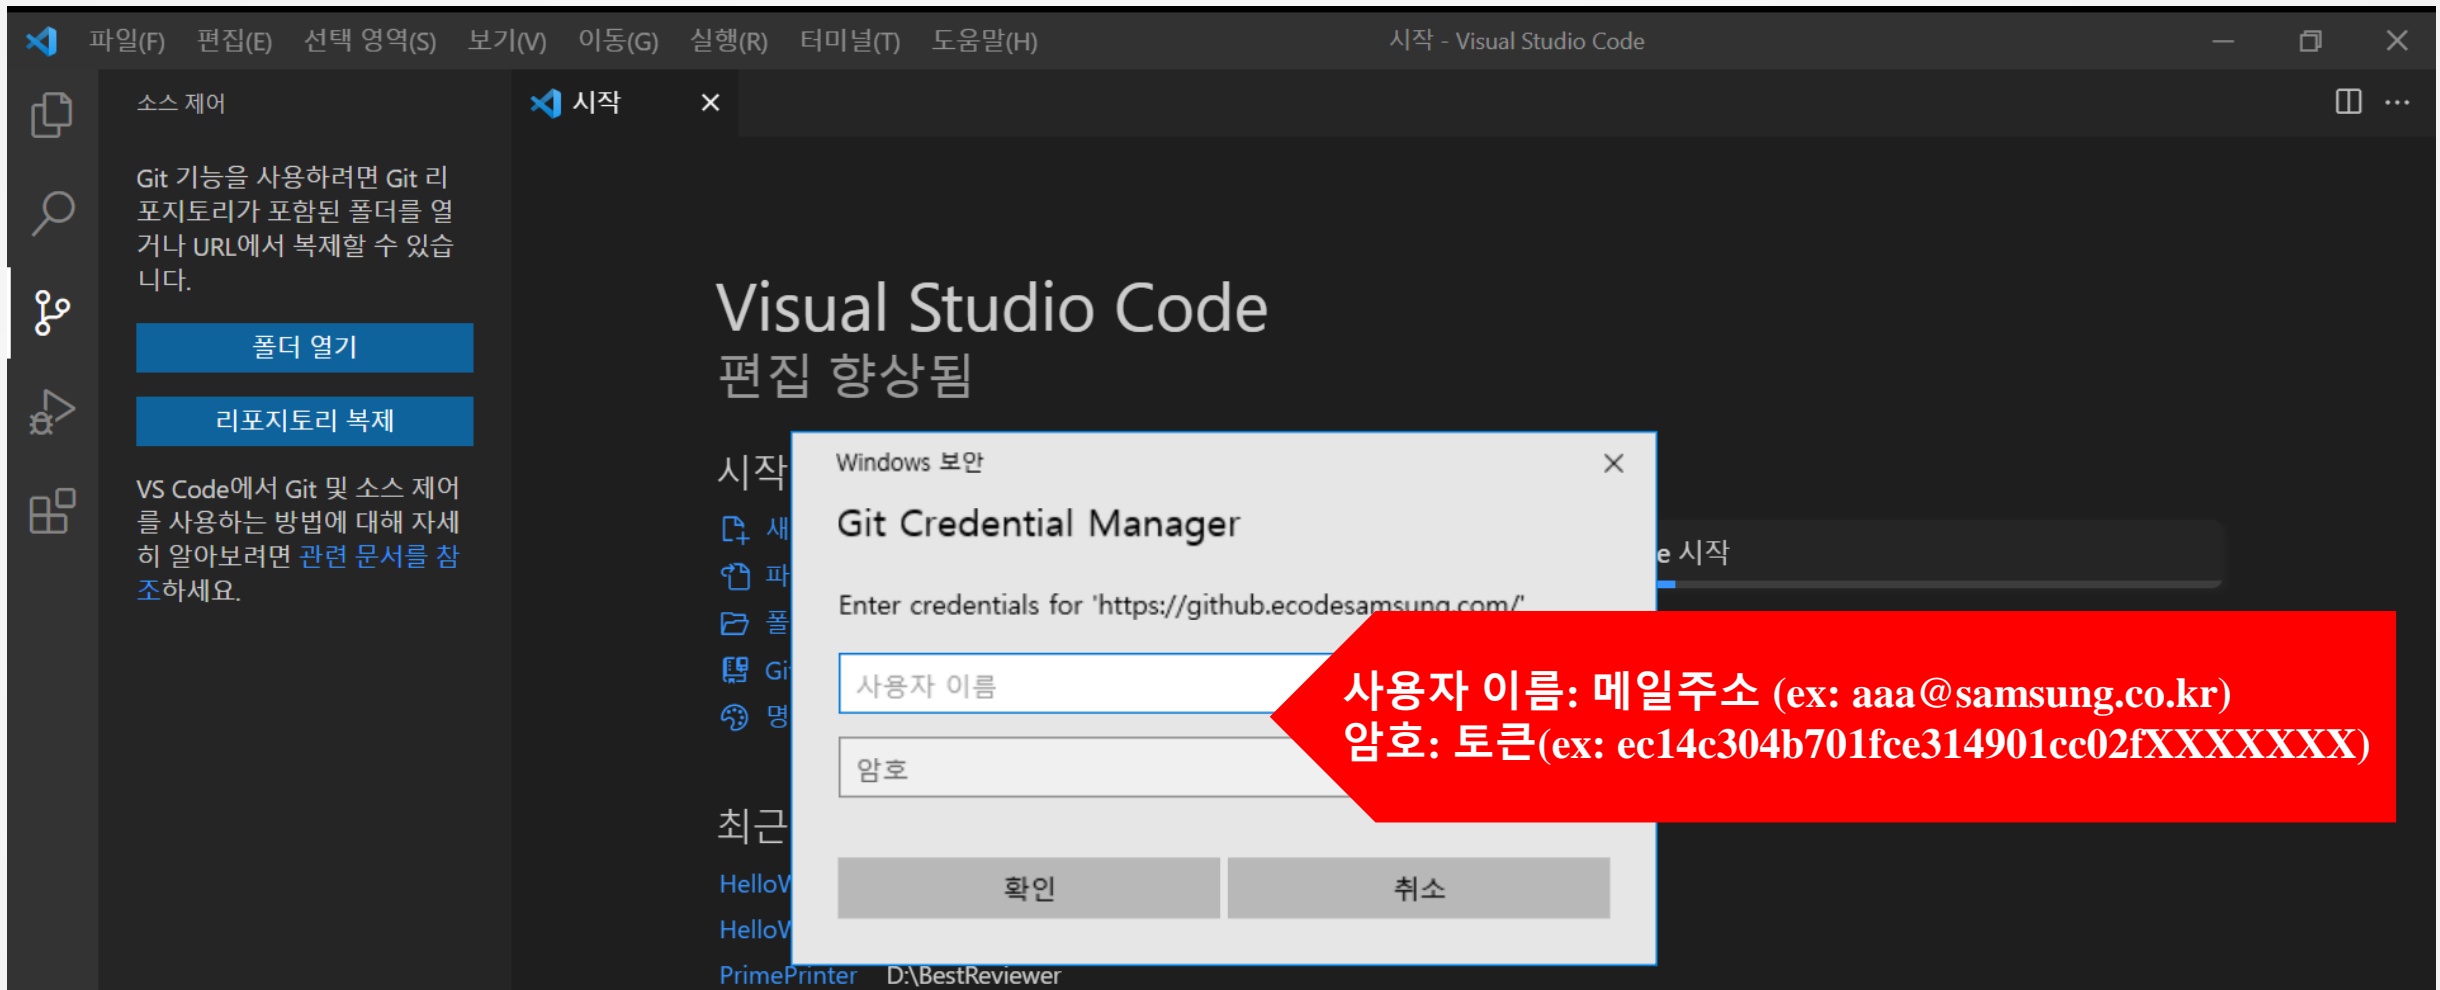 파일(F) 편집(E) 선택 영역(S) 보기(V) 이동(G) 실행(R) 터미널(T) 도움말(H) 시작 - Visual Studio Code
소스 제어
시작
Git 기능을 사용하려면 Git 리
포지토리가 포함된 폴더를 열
거나 URL에서 복제할 수 있습
니다.
폴더 열기
리포지토리 복제
VS Code에서 Git 및 소스 제어
를 사용하는 방법에 대해 자세
히 알아보려면 관련 문서를 참
조하세요.
Visual Studio Code
편집 향상됨
시작
새
파
폴
Gi
명
최근
HelloW
HelloW
PrimePrinter D:\BestReviewer
e 시작
Windows 보안
Git Credential Manager
Enter credentials for 'https://github.ecodesamsung.com/'
사용자 이름
암호
확인 취소
사용자 이름: 메일주소 (ex: aaa@samsung.co.kr)
암호: 토큰(ex: ec14c304b701fce314901cc02fXXXXXXX)